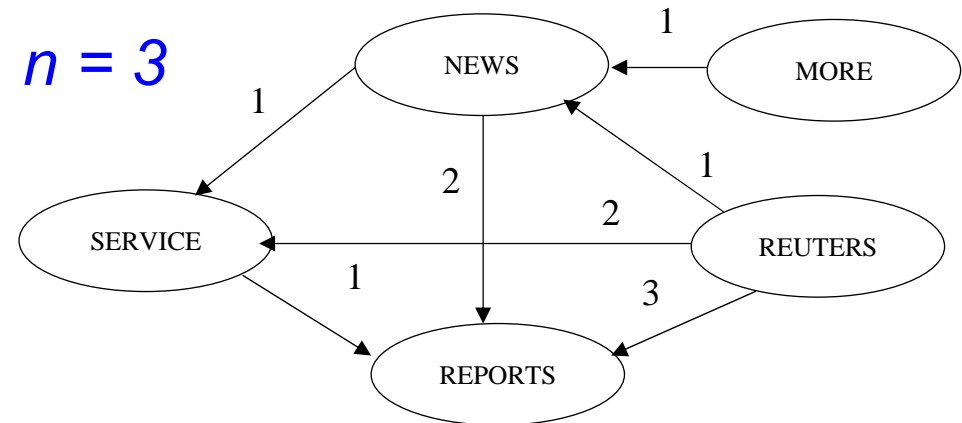 n = 3
1
NEWS
MORE
1
2
1
SERVICE
2
REUTERS
1
3
REPORTS